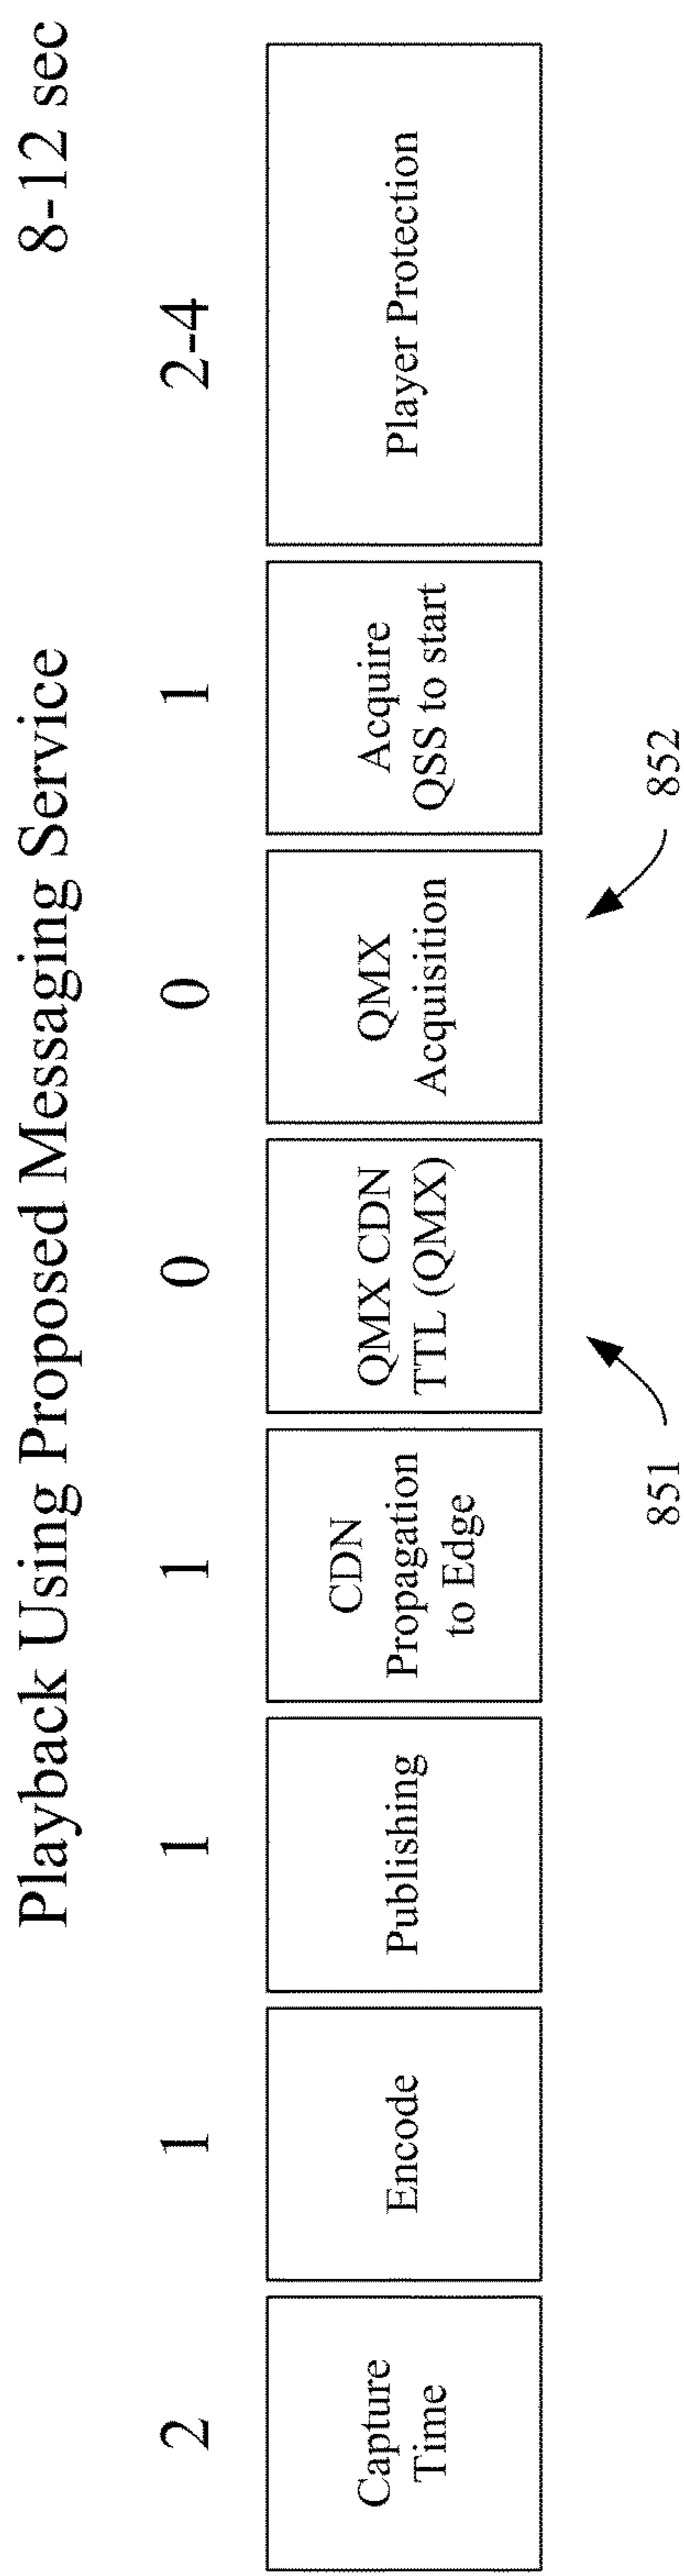 Playback Using Proposed Messaging Service
8-12 sec
2
1
1
1
0
0
1
2-4
Capture
Time
Encode
Publishing
CDN
Propagation
to Edge
QMX CDN
TTL (QMX)
QMX
Acquisition
Acquire
QSS to start
Player Protection
851
852